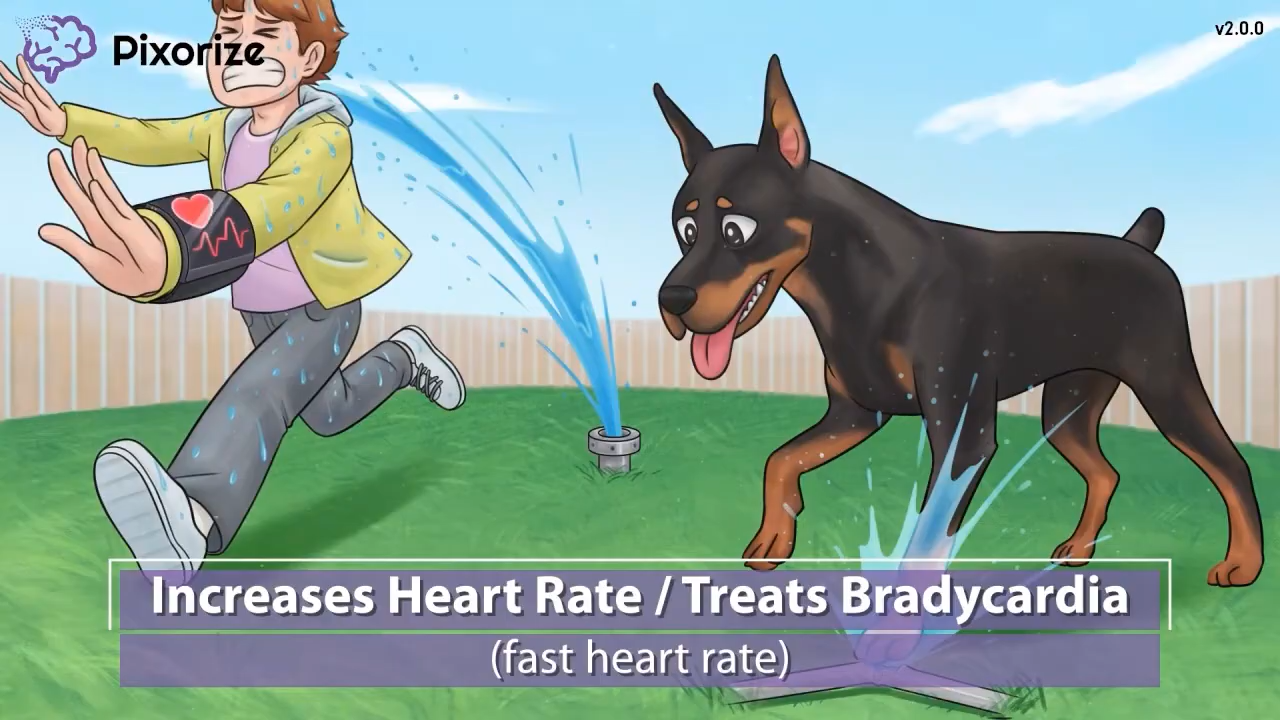 Pixorize
v2.0.0
Increases Heart Rate / Treats Bradycardia
(fast heart rate)